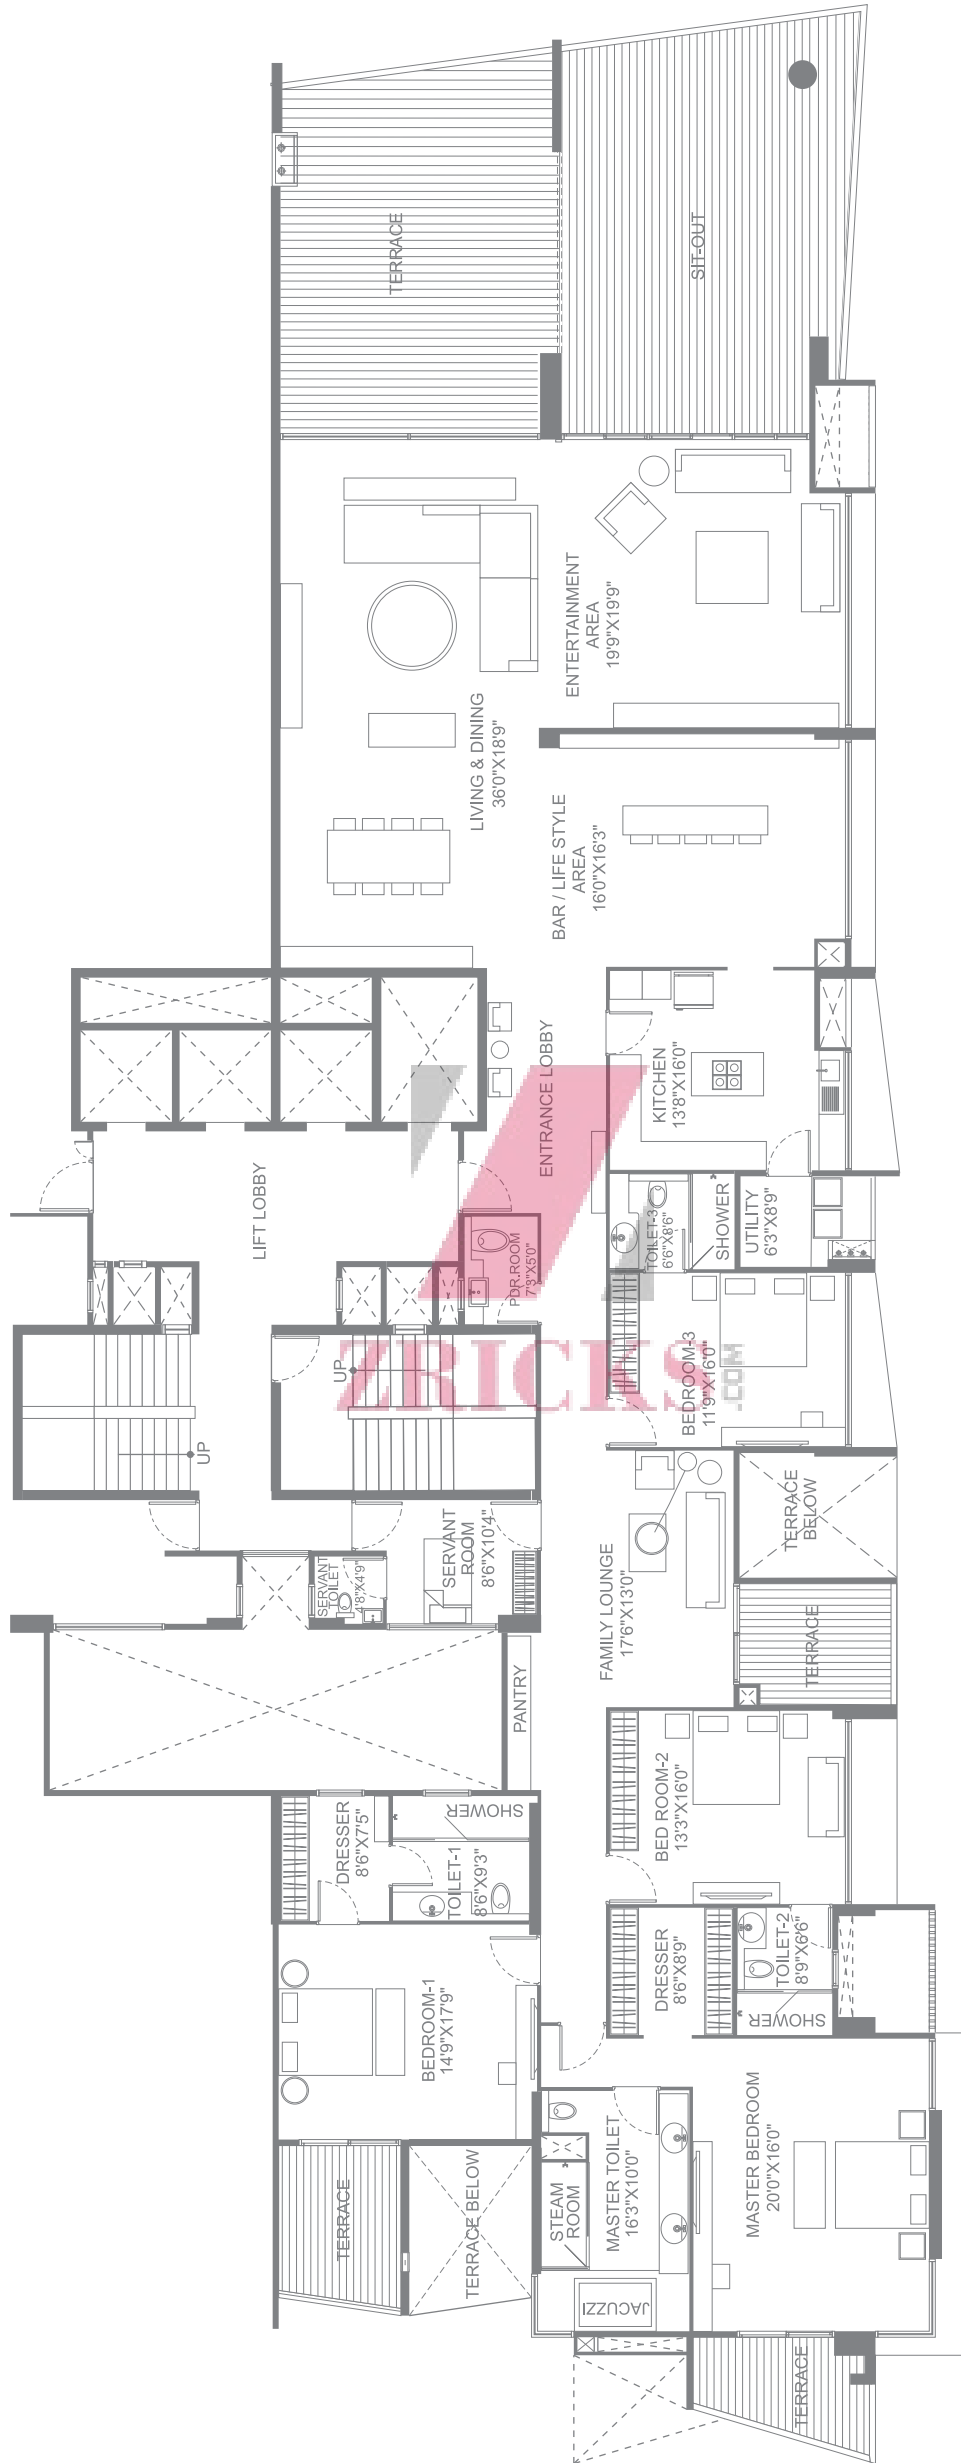 TERRACE
SIT-OUT
ENTERTAINMENT
AREA
19'9"X19'9"
LIVING & DINING
36'0"X18'9"
BAR / LIFE STYLE
AREA
16'0"X16'3"
LIFT LOBBY
ENTRANCE LOBBY
KITCHEN
13'8"X16'0"
PDR.ROOM
7'3"X5'0"
TOILET-3
6'6"X8'6"
SHOWER
UTILITY
6'3"X8'9"
UP
UP
ZRICKS
.COM
BEDROOM-3
11'9"X16'0"
SERVANT
ROOM
8'6"X10'4"
SERVANT
TOILET
4'8"X4'9"
FAMILY LOUNGE
17'6"X13'0"
TERRACE
BELOW
TERRACE
PANTRY
BED ROOM-2
13'3"X16'0"
DRESSER
8'6"X7'5"
SHOWER
TOILET-1
8'6"X9'3"
DRESSER
8'6"X8'9"
TOILET-2
8'9"X6'6"
SHOWER
BEDROOM-1
14'9"X17'9"
TERRACE
TERRACE BELOW
STEAM
ROOM
MASTER TOILET
16'3"X10'0"
JACUZZI
MASTER BEDROOM
20'0"X16'0"
TERRACE